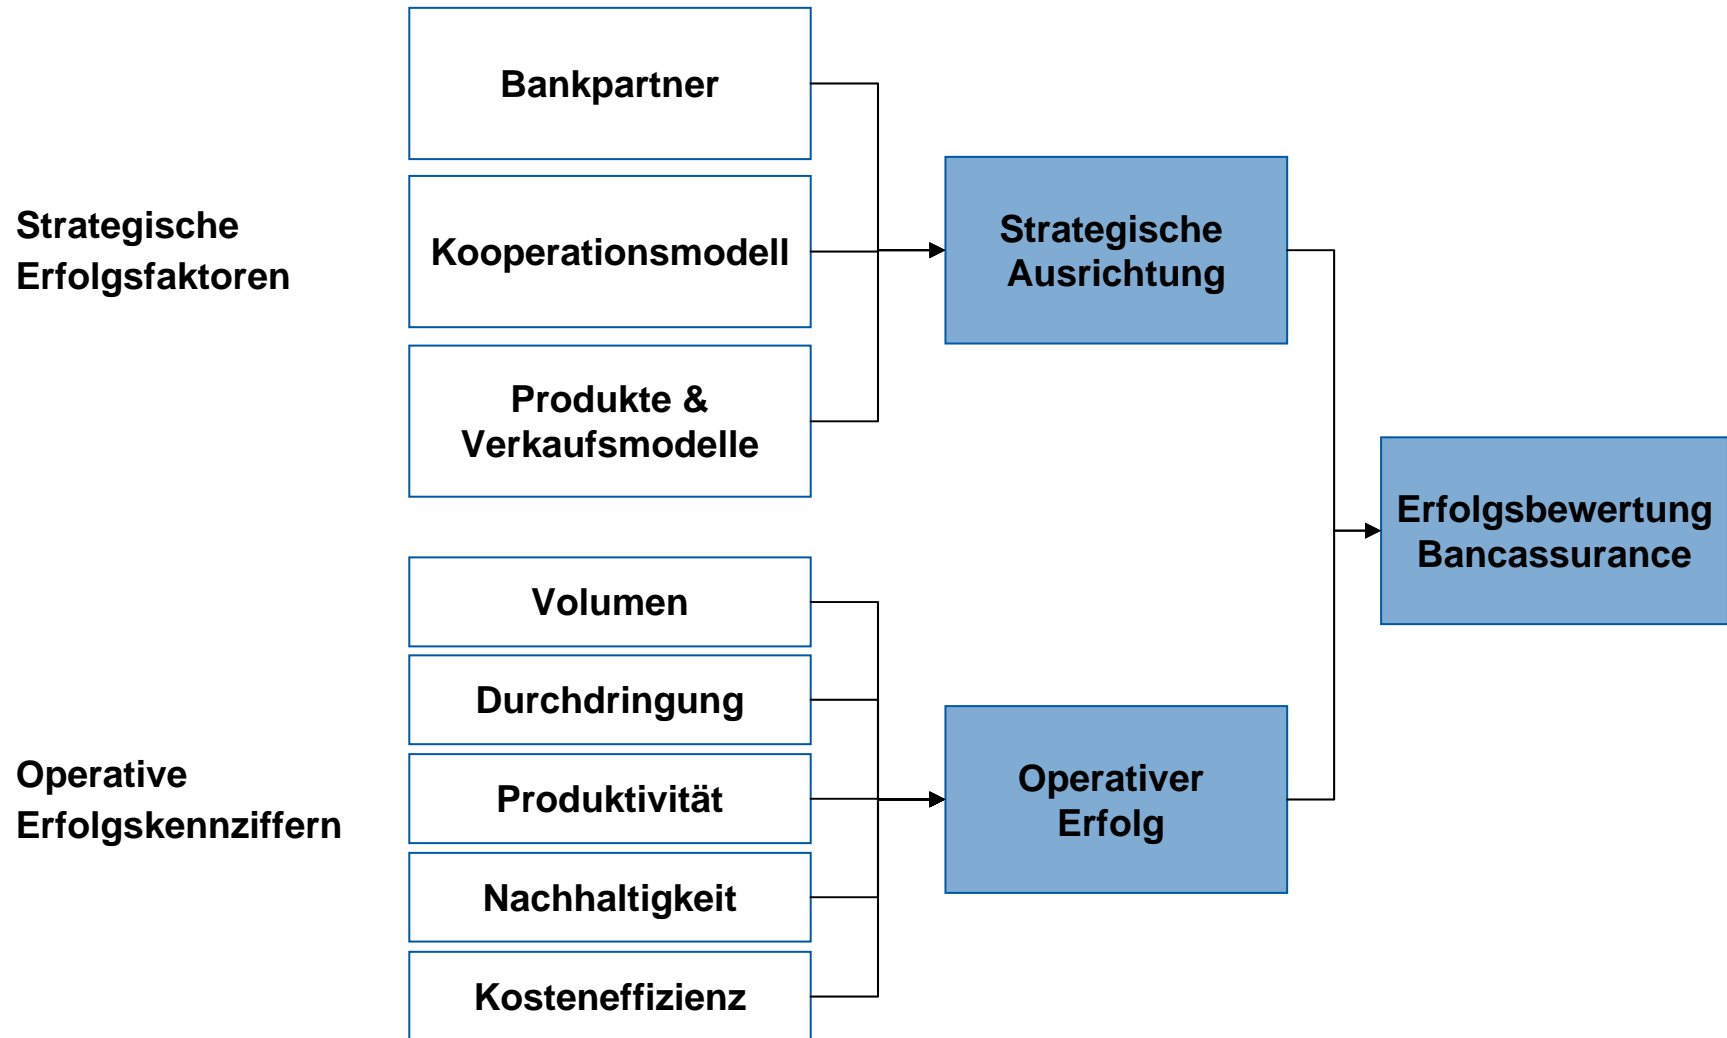 Strategische
Erfolgsfaktoren
Bankpartner
Kooperationsmodell
Produkte &
Verkaufsmodelle
Strategische
Ausrichtung
Operative
Erfolgskennziffern
Volumen
Durchdringung
Produktivität
Nachhaltigkeit
Kosteneffizienz
Operativer
Erfolg
Erfolgsbewertung
Bancassurance